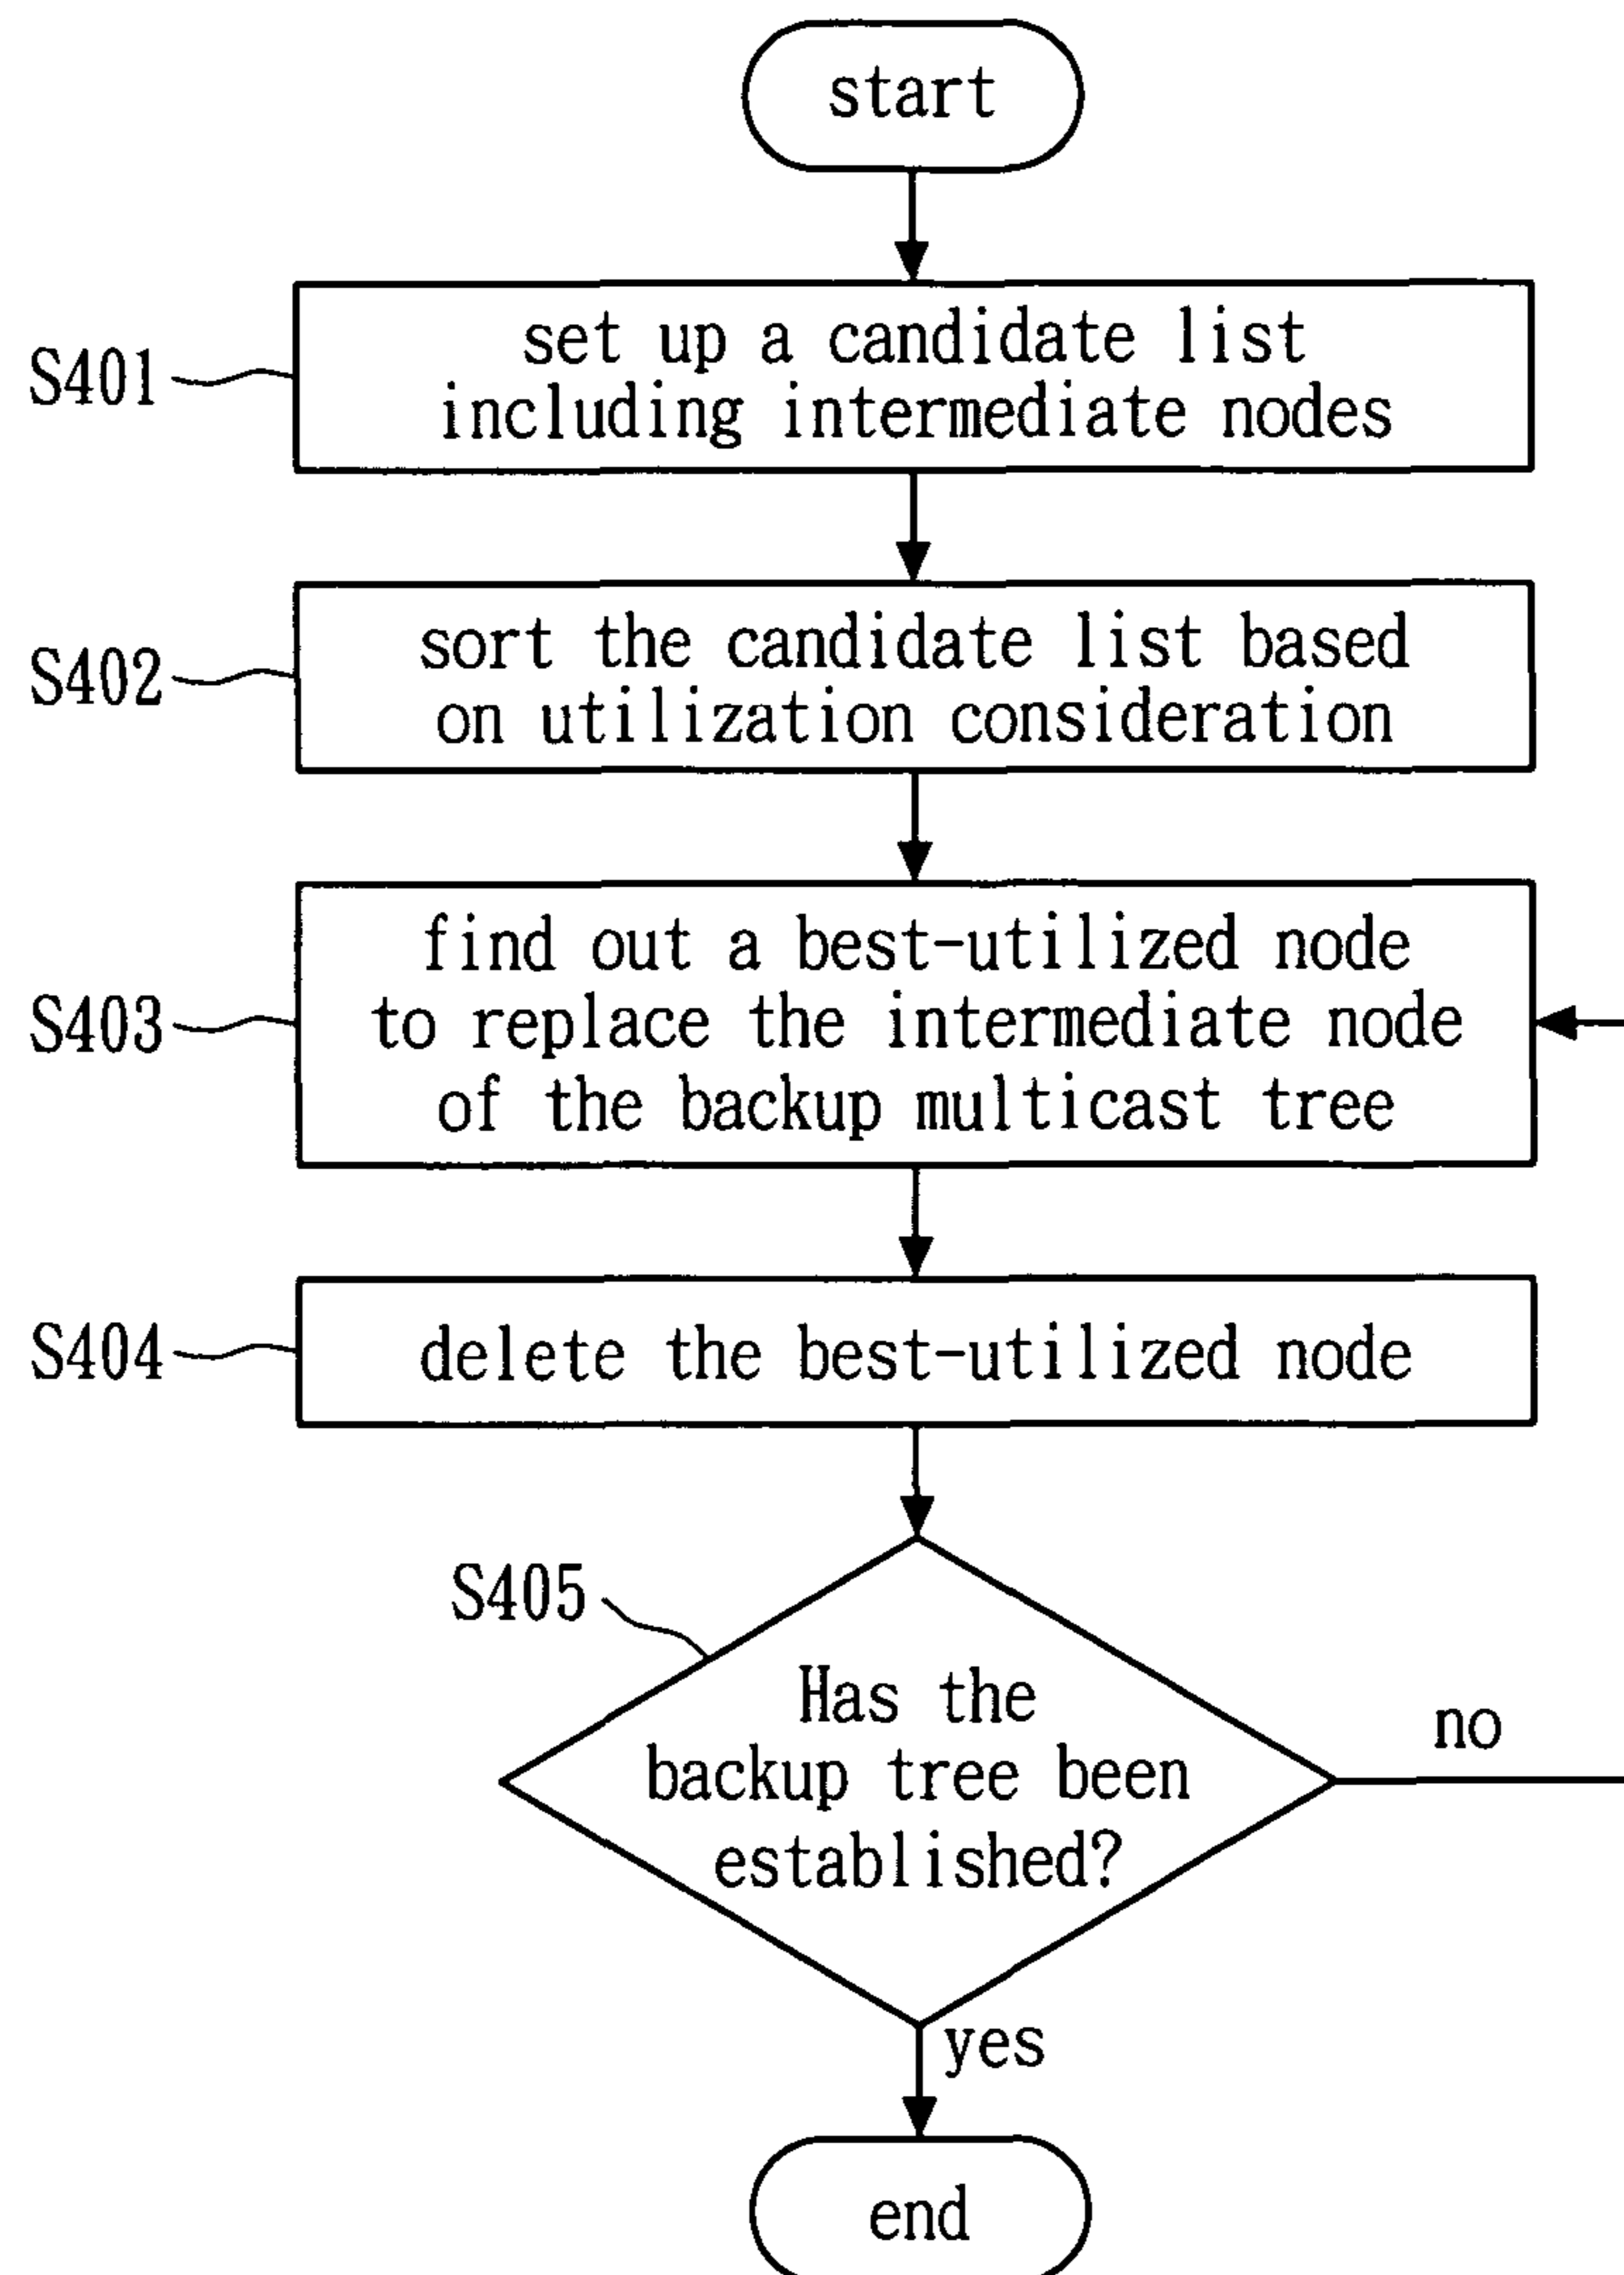 start
S401
set up a candidate list
including intermediate nodes
S402
sort the candidate list based
on utilization consideration
S403
find out a best-utilized node
to replace the intermediate node
of the backup multicast tree
S404
delete the best-utilized node
S405
Has the
backup tree been
established?
no
yes
end